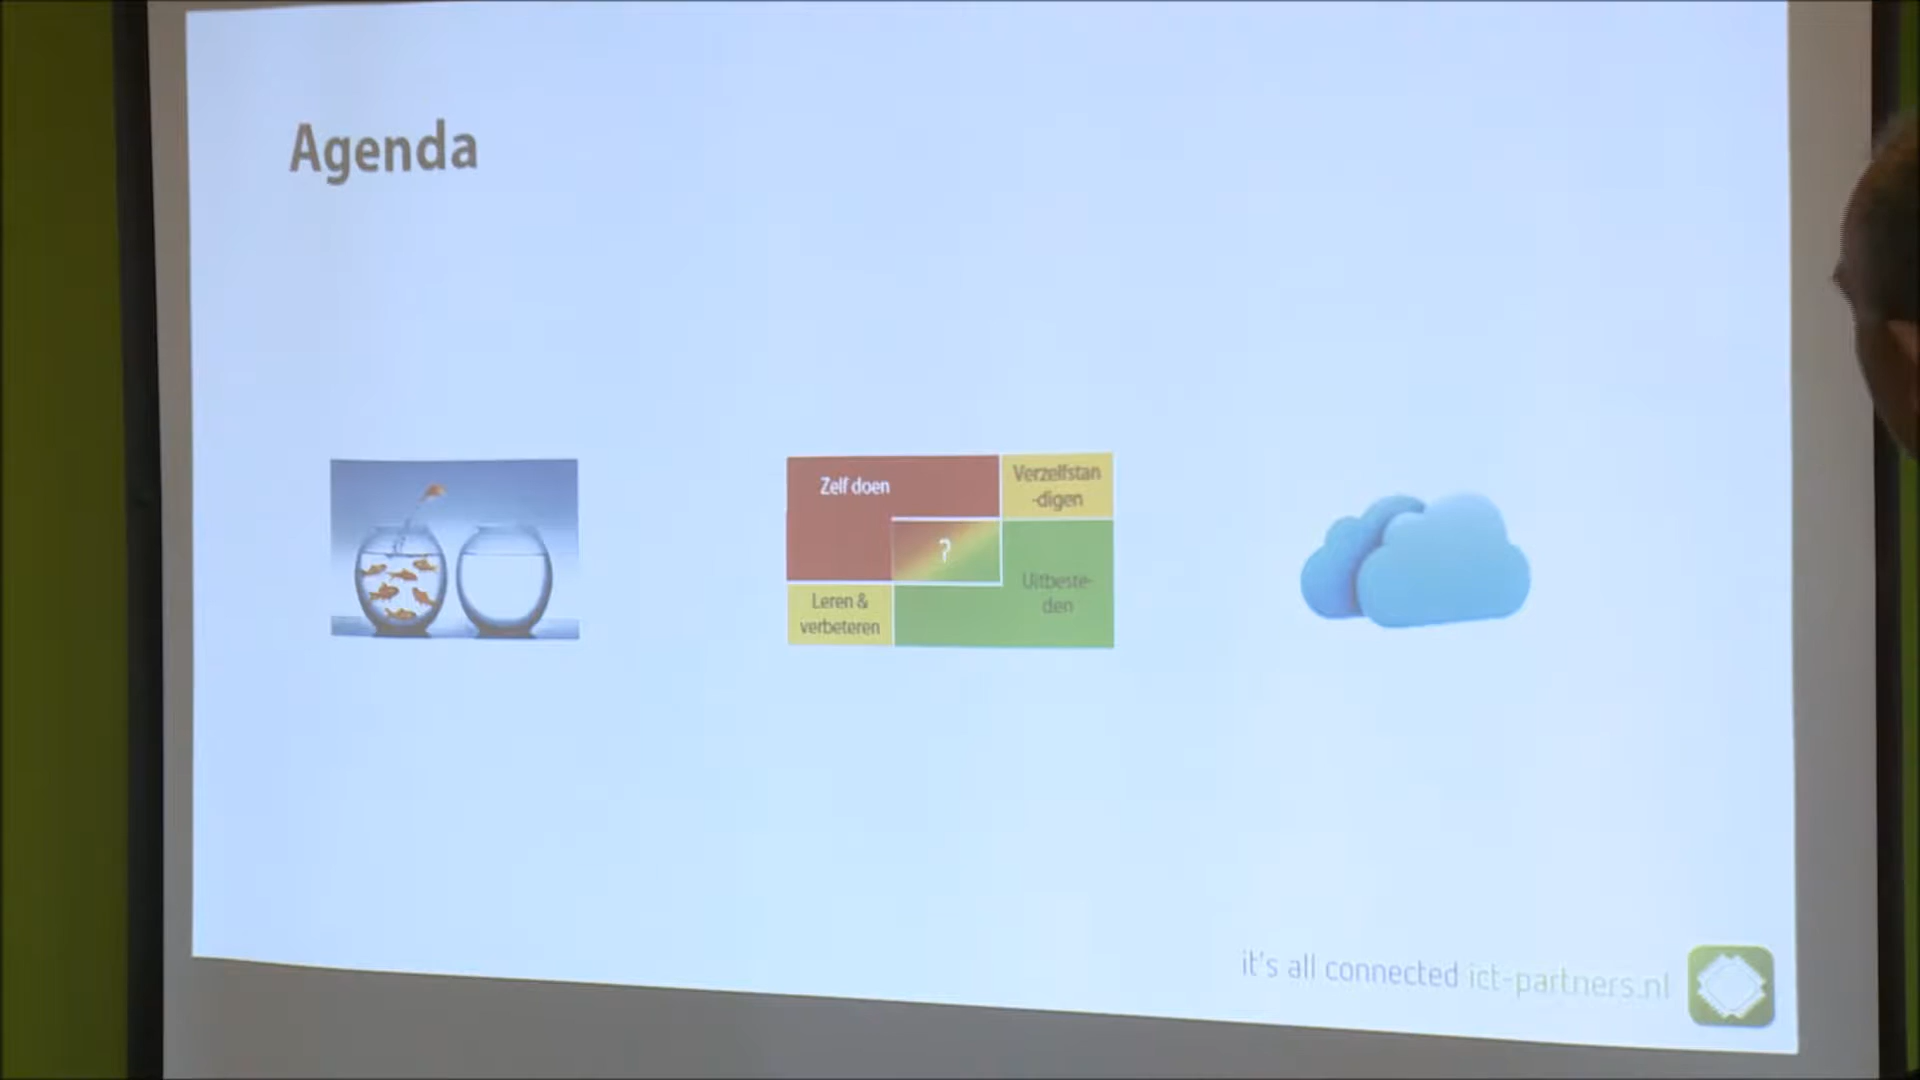 Agenda
Zelf doen
Verzelfstan
-digen
?
Uitbeste-
den
Leren &
verbeteren
it's all connected ict-partners.nl